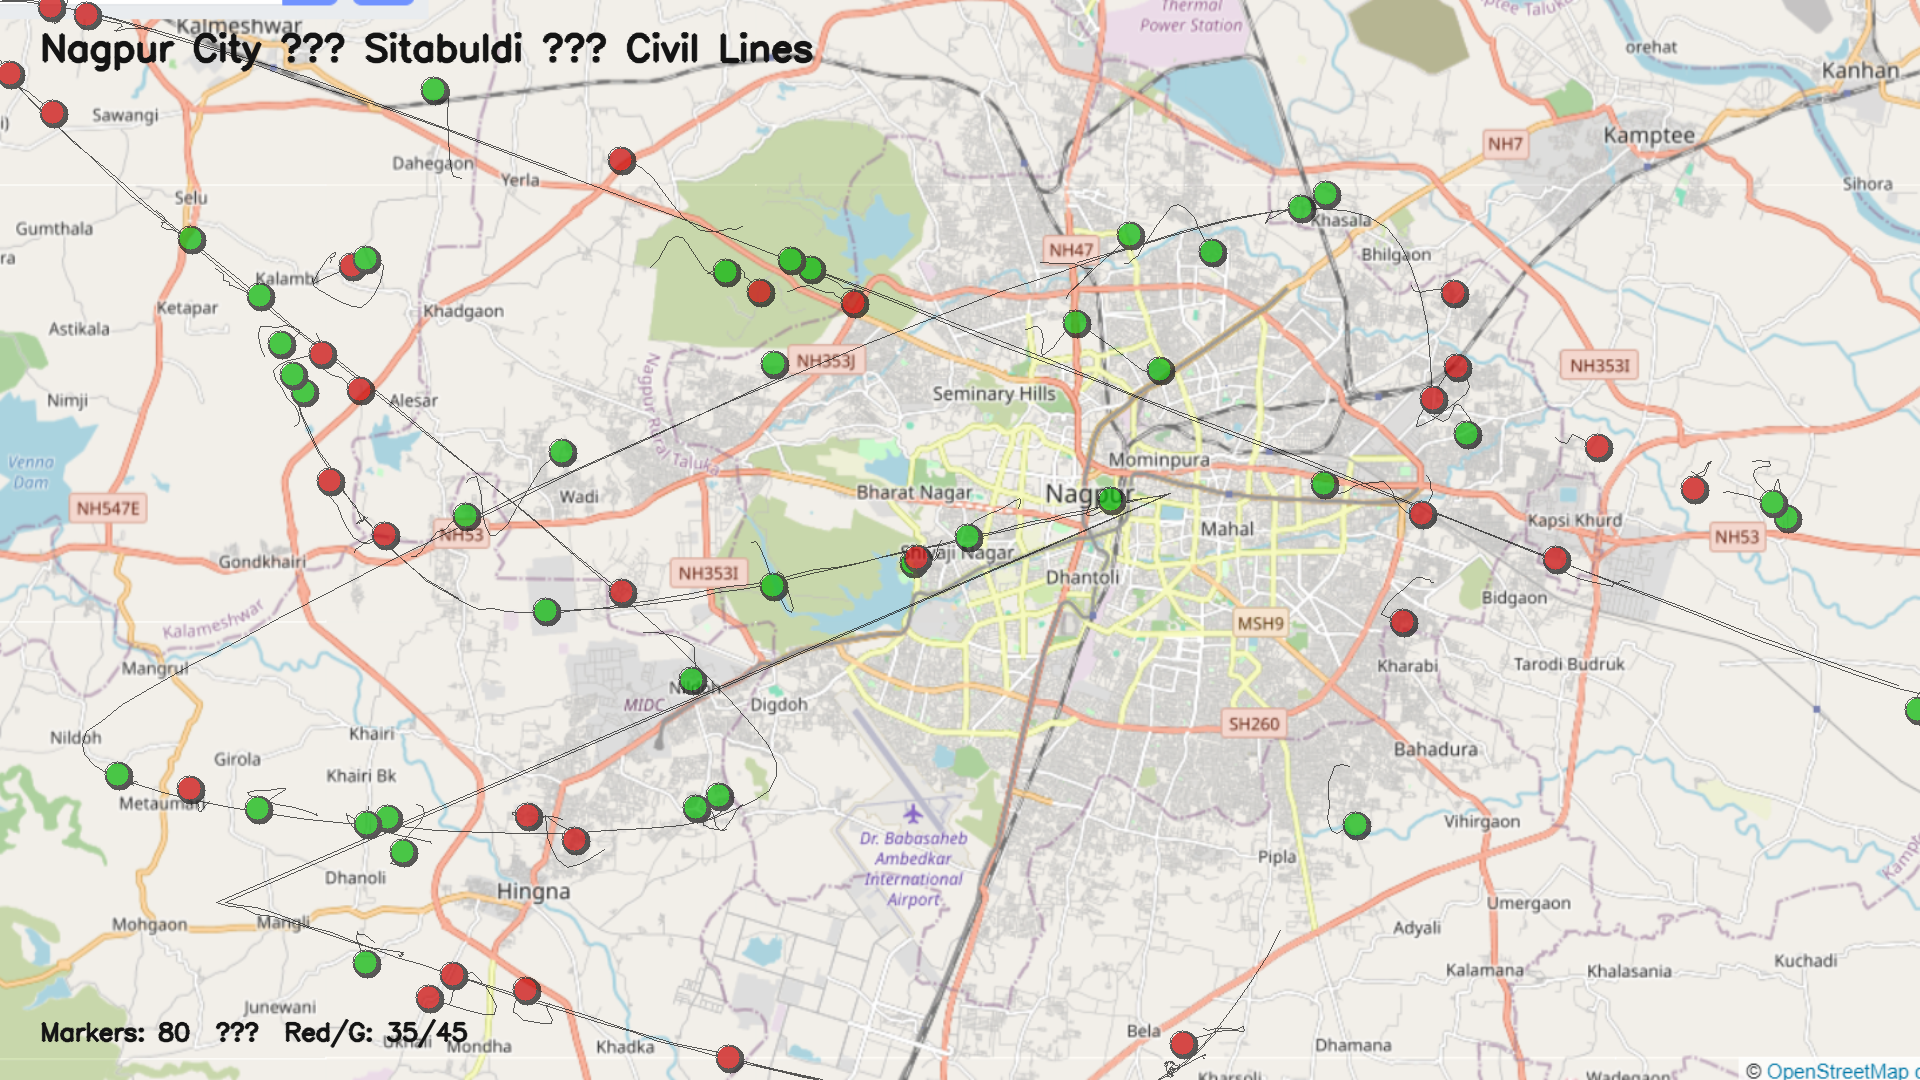 Kalmeshwar
Nagpur City ??? Sitabuldi ??? Civil Lines
Thermal
Power Station
orehat
Kanhan
Sawangi
i)
NH7
Kamptee
Dahegaon
Yerla
Sihora
Selu
Gumthala
Khasala
NH47
Bhilgaon
ra
Kalamb
Ketapar
Khadgaon
Astikala
NH353J
NH353I
Nagpur Rural Taluka
Seminary Hills
Nimji
Alesar
Venna
Dam
Mominpura
Wadi
Bharat Nagar
Nagpur
NH547E
Mahal
Kapsi Khurd
NH53
NH53
Shivaji Nagar
Gondkhairi
NH353I
Dhantoli
Bidgaon
Kalameshwar
MSH9
Mangrul
Kharabi
Tarodi Budruk
MIDC
Digdoh
SH260
Nildoh
Khairi
Bahadura
Girola
Khairi Bk
Vihirgaon
Dr. Babasaheb
Ambedkar
International
Airport
Pipla
Dhanoli
Hingna
Umergaon
Mohgaon
Mangli
Adyali
Kuchadi
Kalamana
Khalasania
Junewani
Bela
Markers: 80 ??? Red/G: 35/45
Mondha
Khadka
Dhamana
Kharsoli
Wadegaon
© OpenStreetMap c